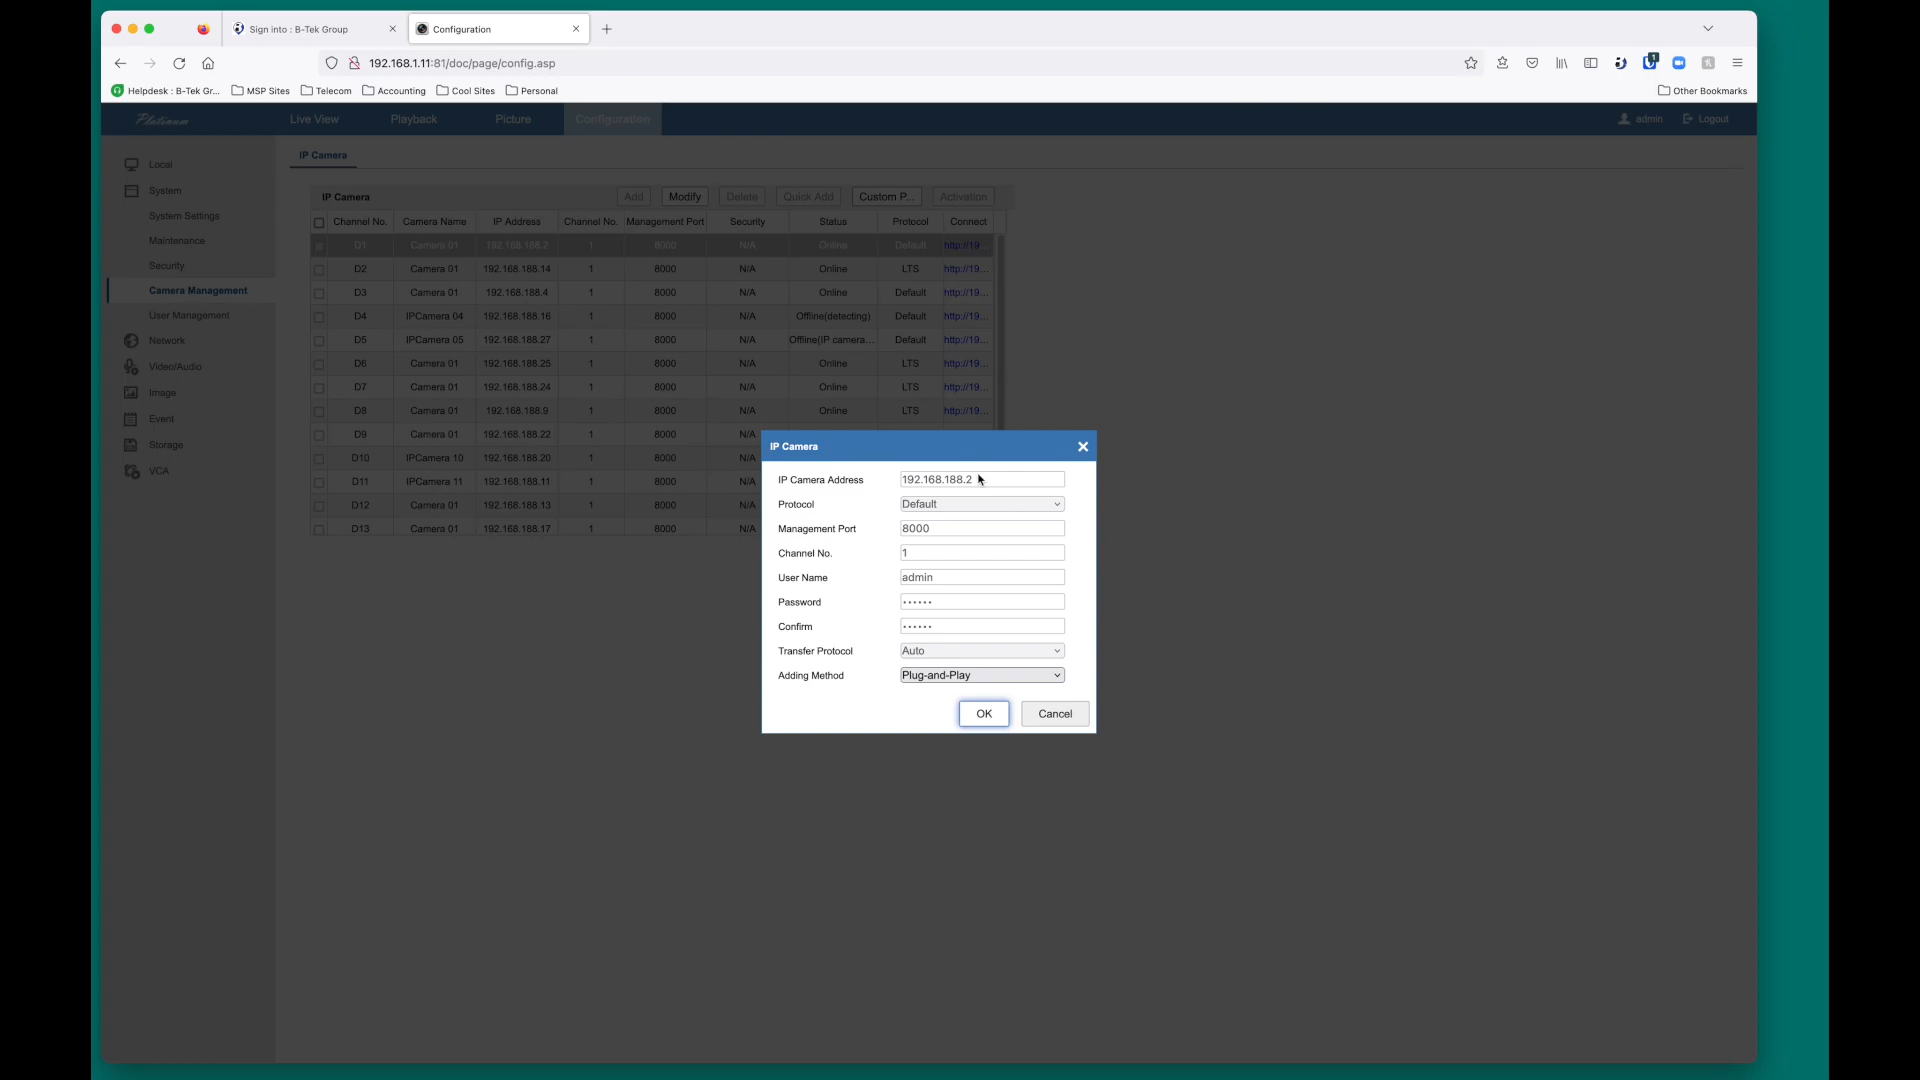 Sign into : B-Tek Group
Configuration
192.168.1.11:81/doc/page/config.asp
Helpdesk : B-Tek Gr... MSP Sites Telecom Accounting Cool Sites Personal Other Bookmarks
Platinum Live View Playback Picture Configuration admin Logout
Local
System
System Settings
Maintenance
Security
Camera Management
User Management
Network
Video/Audio
Image
Event
Storage
VCA
IP Camera
IP Camera Add Modify Delete Quick Add Custom P... Activation
Channel No. Camera Name IP Address Channel No. Management Port Security Status Protocol Connect
D1 Camera 01 192.168.188.2 1 8000 N/A Online Default http://19...
D2 Camera 01 192.168.188.14 1 8000 N/A Online LTS http://19...
D3 Camera 01 192.168.188.4 1 8000 N/A Online Default http://19...
D4 IPCamera 04 192.168.188.16 1 8000 N/A Offline(detecting) Default http://19...
D5 IPCamera 05 192.168.188.27 1 8000 N/A Offline(IP camera... Default http://19...
D6 Camera 01 192.168.188.25 1 8000 N/A Online LTS http://19...
D7 Camera 01 192.168.188.24 1 8000 N/A Online LTS http://19...
D8 Camera 01 192.168.188.9 1 8000 N/A Online LTS http://19...
D9 Camera 01 192.168.188.22 1 8000 N/A
D10 IPCamera 10 192.168.188.20 1 8000 N/A
D11 IPCamera 11 192.168.188.11 1 8000 N/A
D12 Camera 01 192.168.188.13 1 8000 N/A
D13 Camera 01 192.168.188.17 1 8000 N/A
IP Camera
IP Camera Address 192.168.188.2
Protocol Default
Management Port 8000
Channel No. 1
User Name admin
Password ••••••
Confirm ••••••
Transfer Protocol Auto
Adding Method Plug-and-Play
OK Cancel